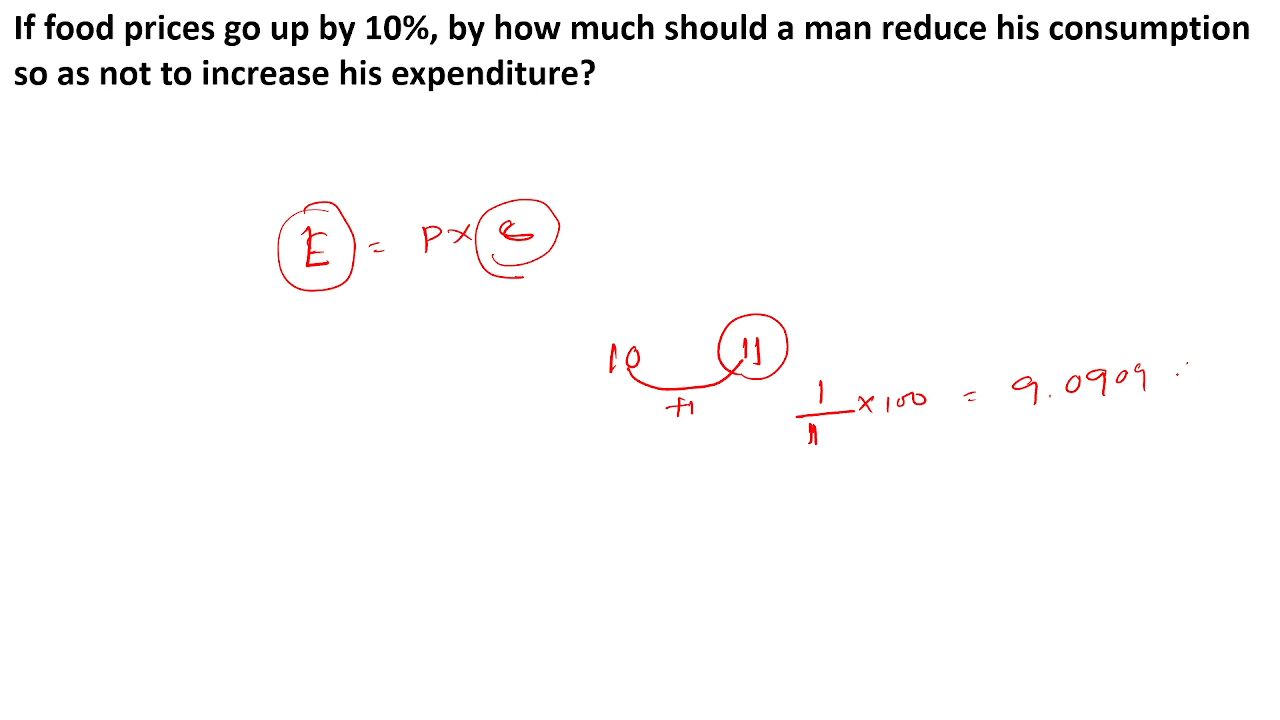 If food prices go up by 10%, by how much should a man reduce his consumption
so as not to increase his expenditure?
E = P × C
10 11
+1
1/11 × 100 = 9.0909..